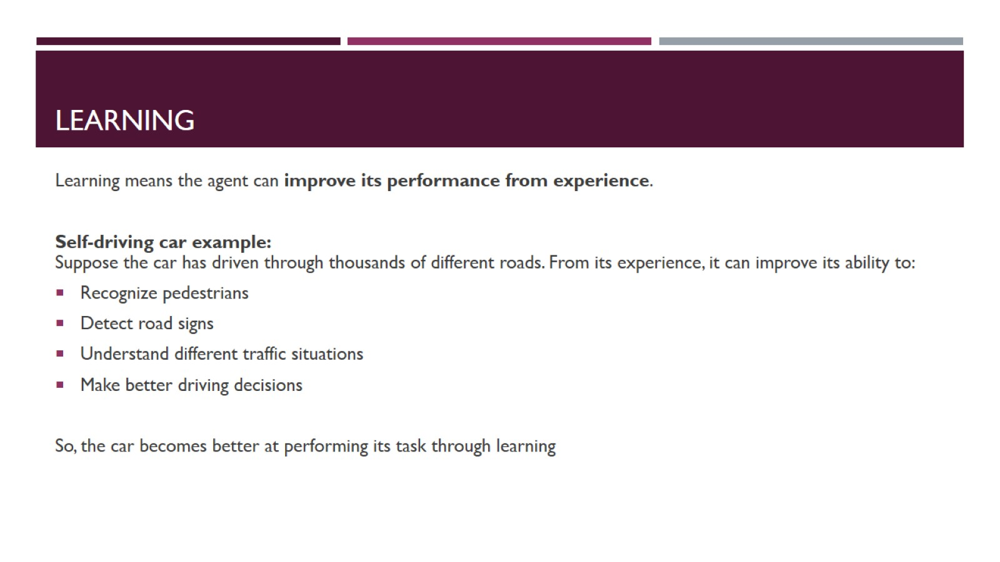 LEARNING
Learning means the agent can improve its performance from experience.
Self-driving car example:
Suppose the car has driven through thousands of different roads. From its experience, it can improve its ability to:
Recognize pedestrians
Detect road signs
Understand different traffic situations
Make better driving decisions
So, the car becomes better at performing its task through learning